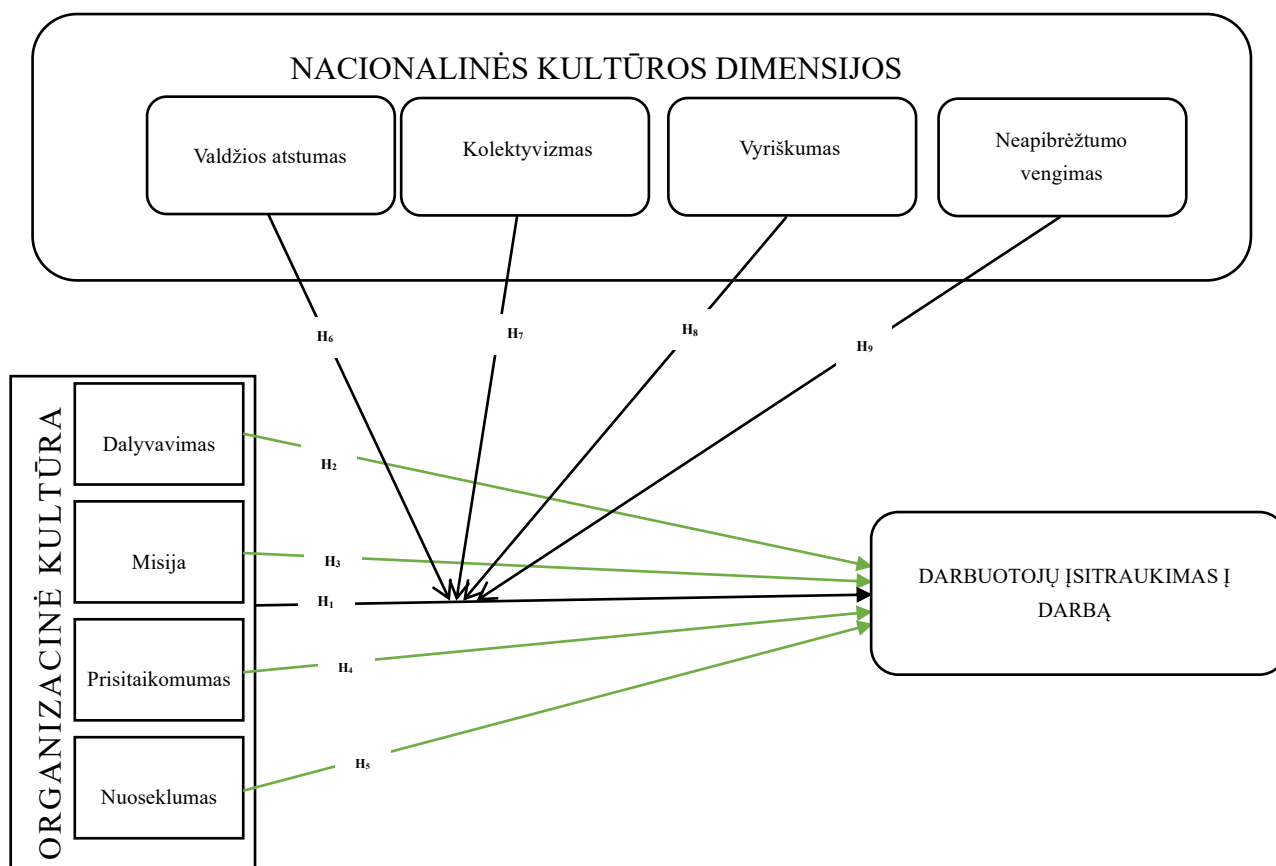 NACIONALINĖS KULTŪROS DIMENSIJOS
Valdžios atstumas
Kolektyvizmas
Vyriškumas
Neapibrėžtumo
vengimas
H₆
H₇
H₈
H₉
ORGANIZACINĖ KULTŪRA
Dalyvavimas
Misija
Prisitaikomumas
Nuoseklumas
H₂
H₃
H₁
H₄
H₅
DARBUOTOJŲ ĮSITRAUKIMAS Į
DARBĄ